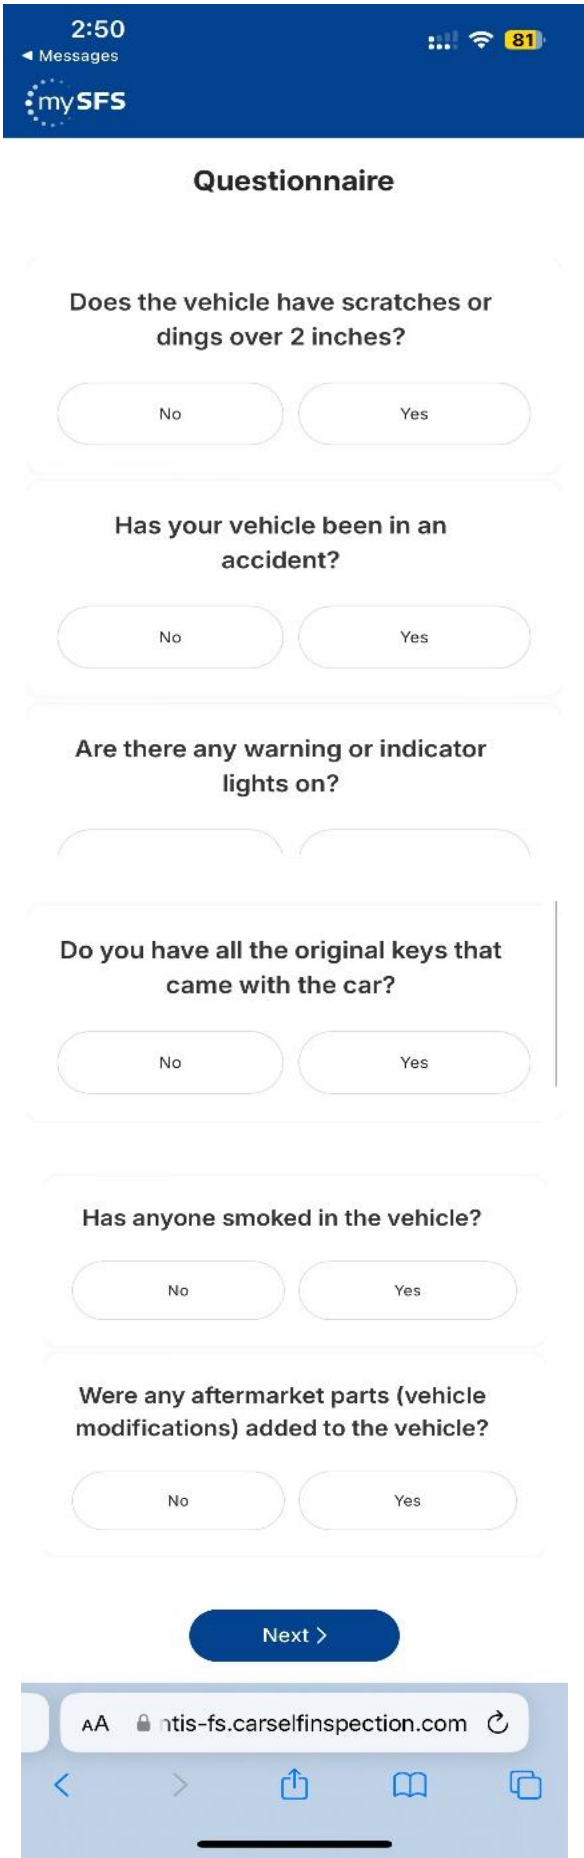 2:50
◀ Messages
81
mySFS
Questionnaire
Does the vehicle have scratches or
dings over 2 inches?
No
Yes
Has your vehicle been in an
accident?
No
Yes
Are there any warning or indicator
lights on?
Do you have all the original keys that
came with the car?
No
Yes
Has anyone smoked in the vehicle?
No
Yes
Were any aftermarket parts (vehicle
modifications) added to the vehicle?
No
Yes
Next >
AA
ntis-fs.carselfinspection.com